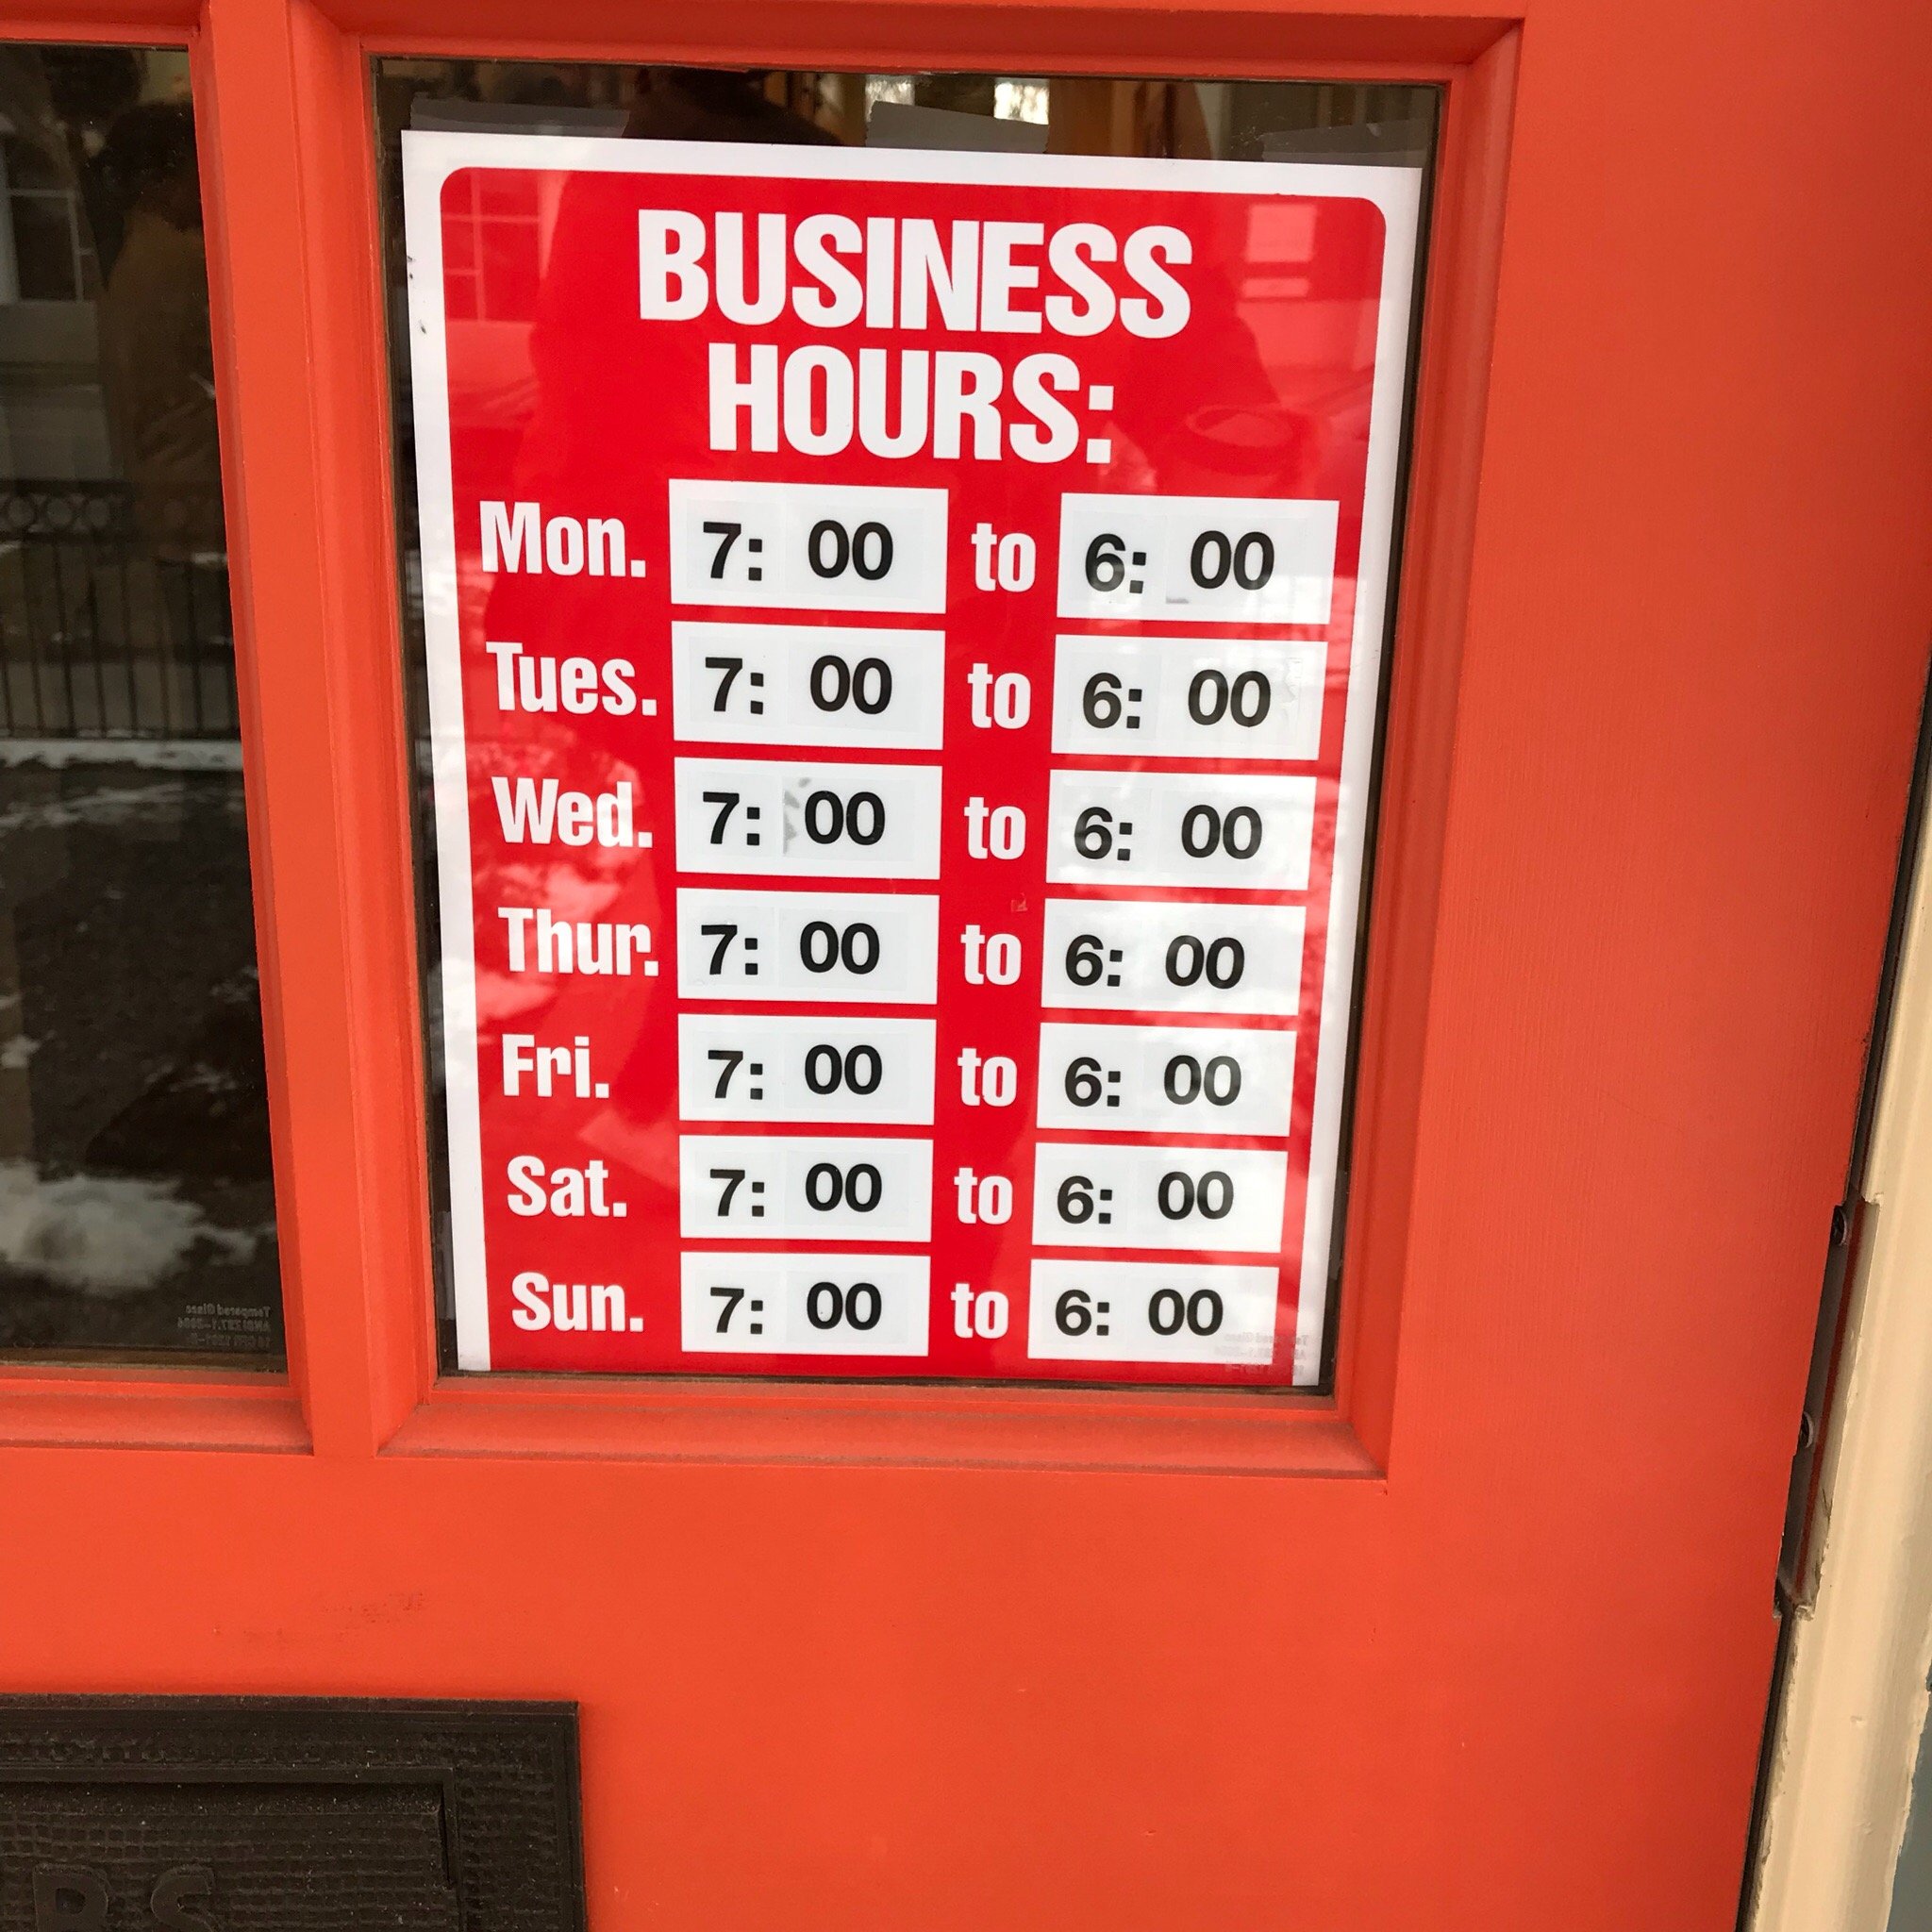 BUSINESS
HOURS:
Mon. 7: 00 to 6: 00
Tues. 7: 00 to 6: 00
Wed. 7: 00 to 6: 00
Thur. 7: 00 to 6: 00
Fri. 7: 00 to 6: 00
Sat. 7: 00 to 6: 00
Sun. 7: 00 to 6: 00
Tempered Glass